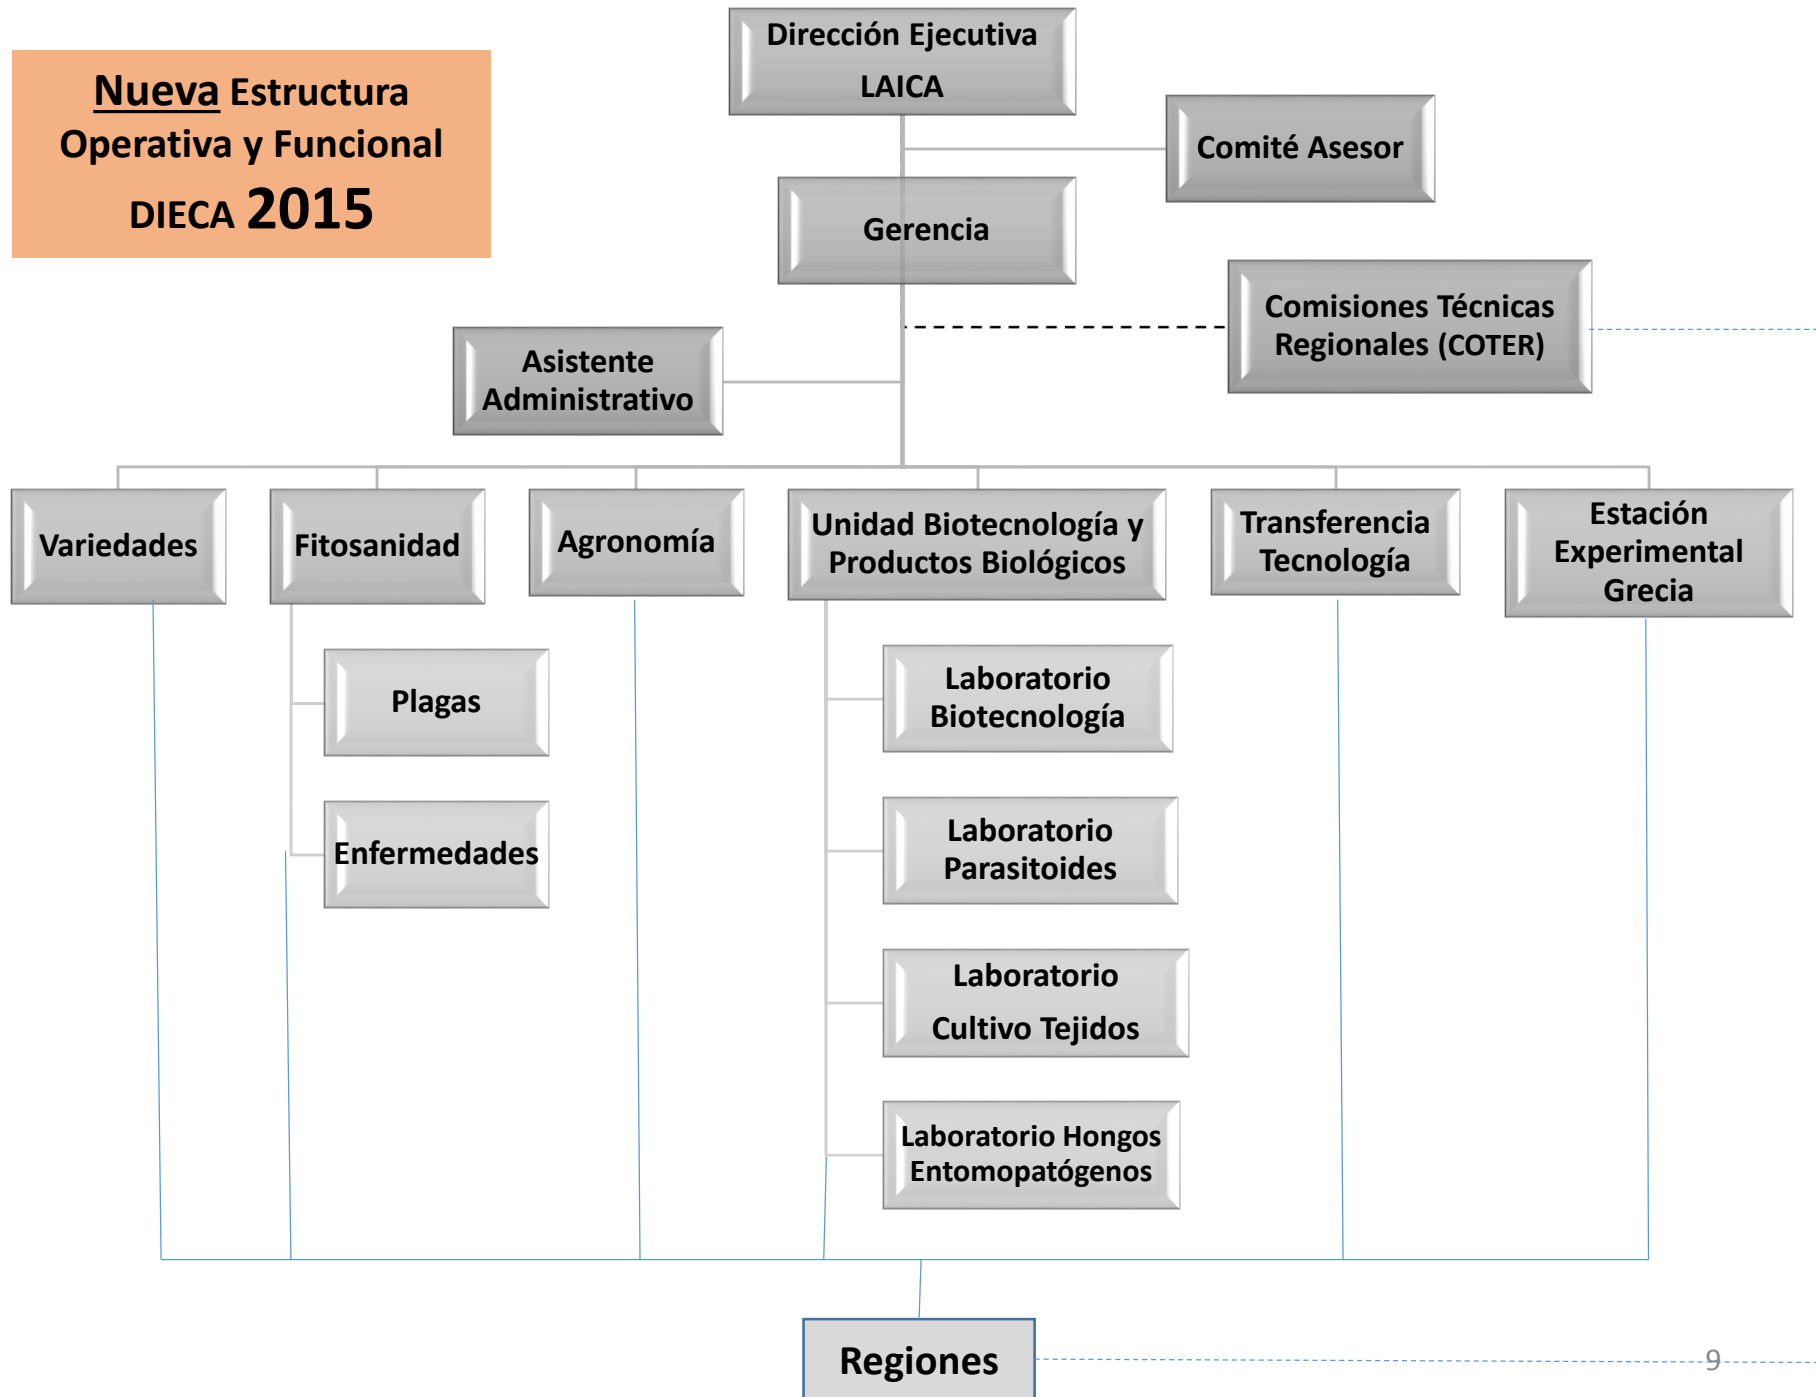 Nueva Estructura
Operativa y Funcional
DIECA 2015
Dirección Ejecutiva
LAICA
Comité Asesor
Gerencia
Comisiones Técnicas
Regionales (COTER)
Asistente
Administrativo
Variedades
Fitosanidad
Agronomía
Unidad Biotecnología y
Productos Biológicos
Transferencia
Tecnología
Estación
Experimental
Grecia
Plagas
Enfermedades
Laboratorio
Biotecnología
Laboratorio
Parasitoides
Laboratorio
Cultivo Tejidos
Laboratorio Hongos
Entomopatógenos
Regiones
9